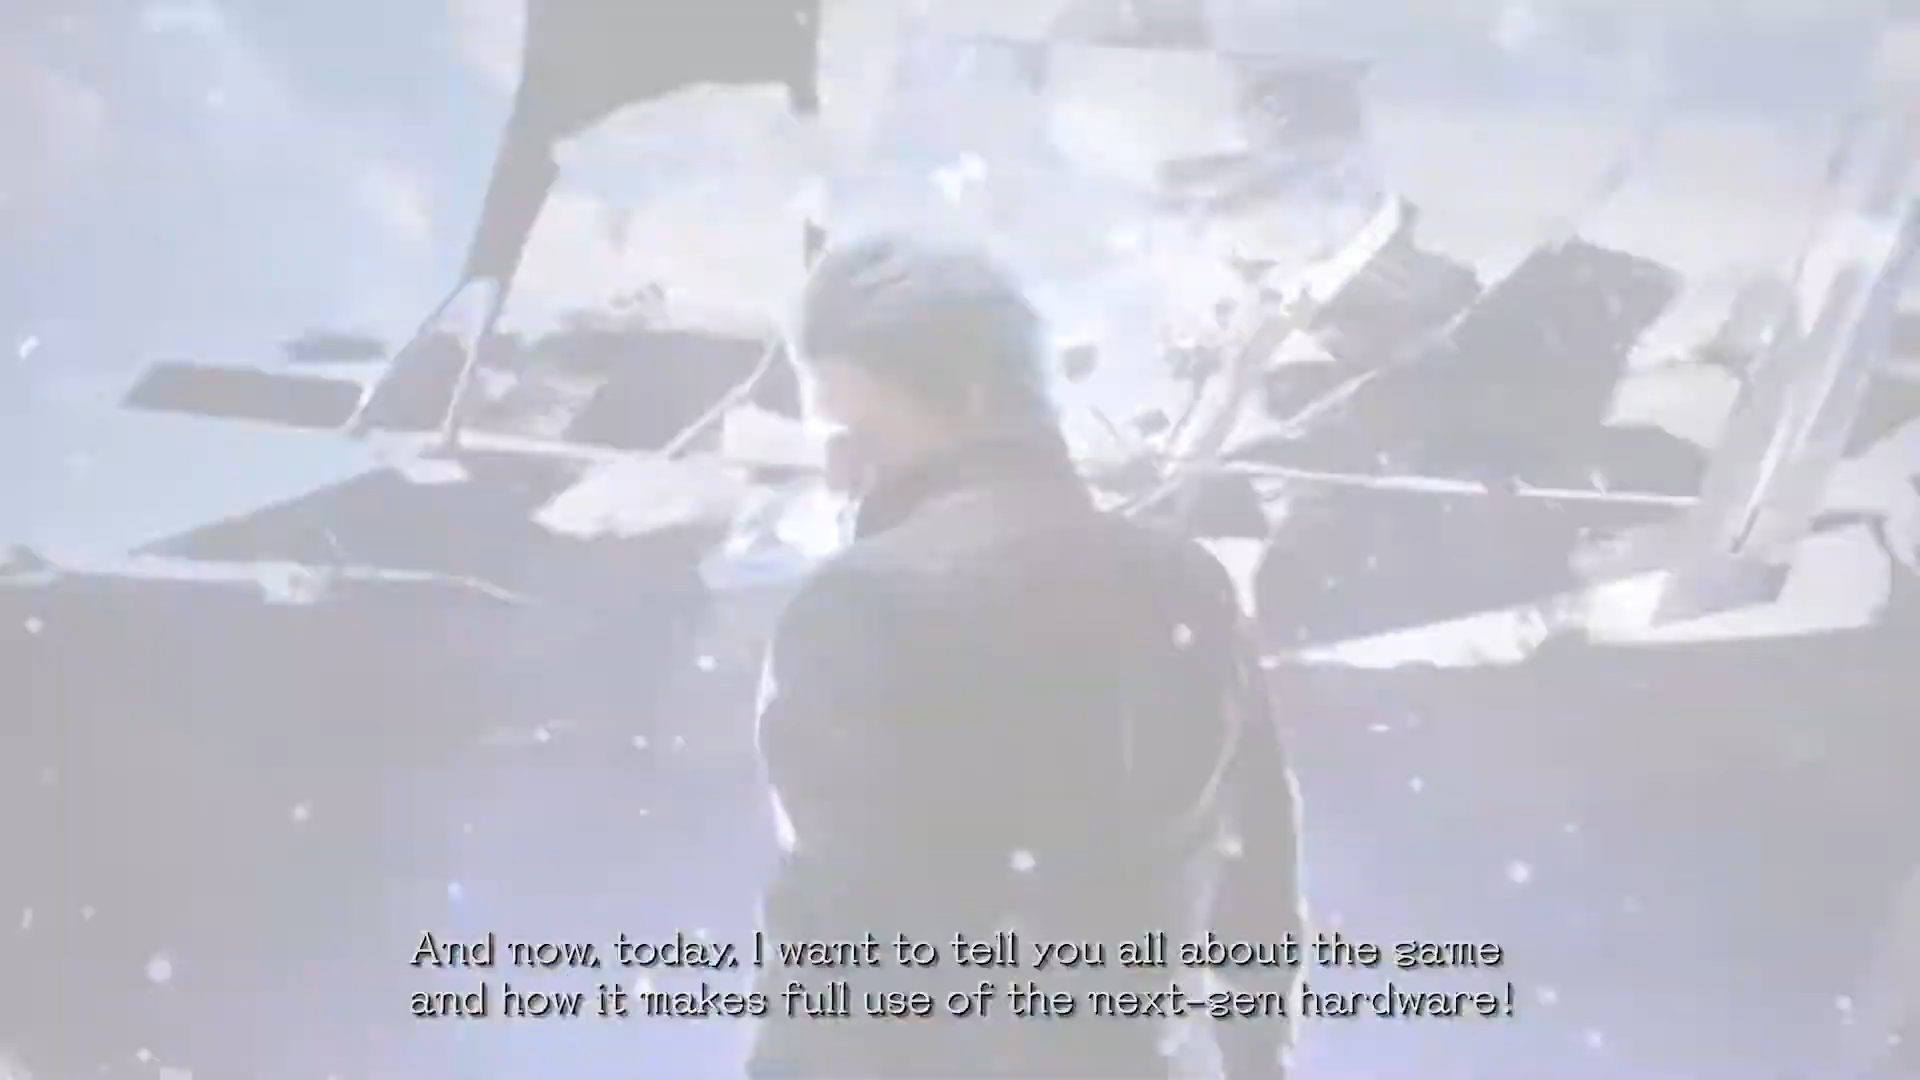 And now, today, I want to tell you all about the game
and how it makes full use of the next-gen hardware!